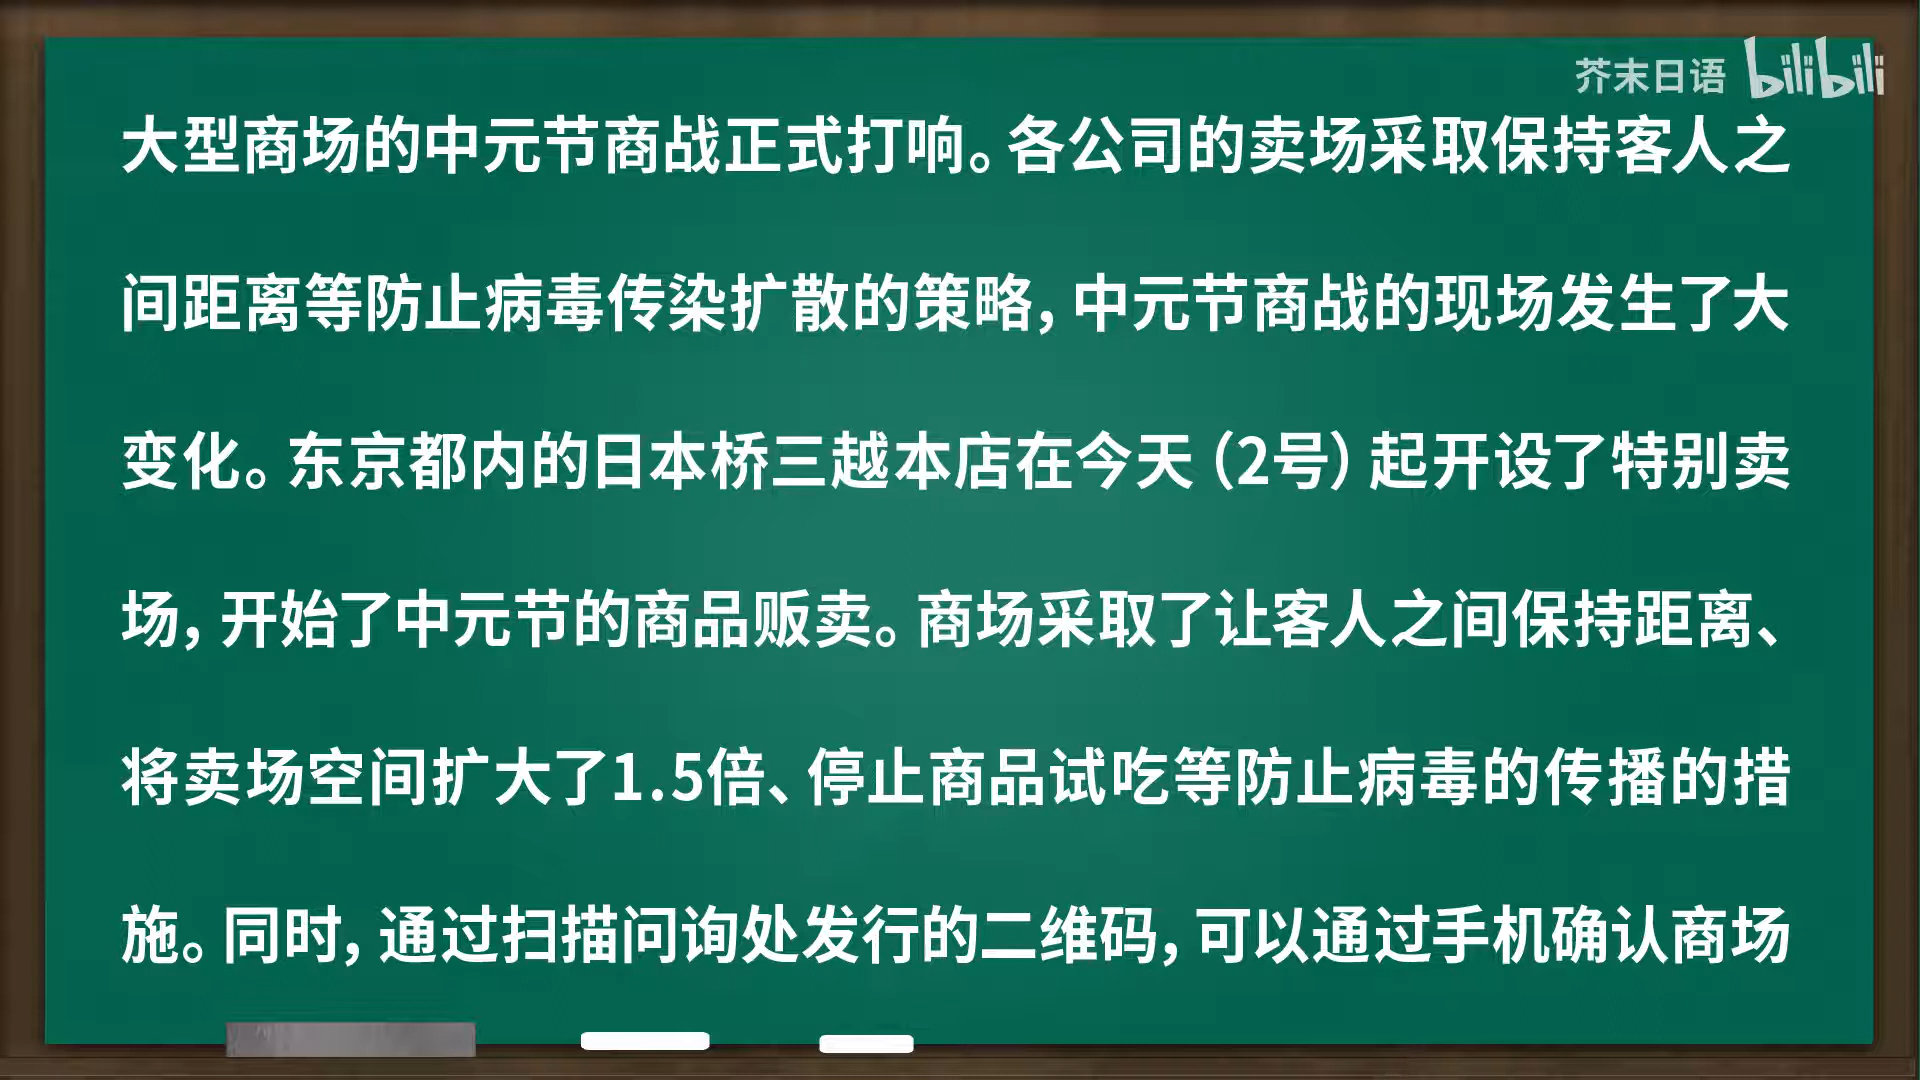 芥末日语 bilibili
大型商场的中元节商战正式打响。各公司的卖场采取保持客人之
间距离等防止病毒传染扩散的策略，中元节商战的现场发生了大
变化。东京都内的日本桥三越本店在今天（2号）起开设了特别卖
场，开始了中元节的商品贩卖。商场采取了让客人之间保持距离、
将卖场空间扩大了1.5倍、停止商品试吃等防止病毒的传播的措
施。同时，通过扫描问询处发行的二维码，可以通过手机确认商场